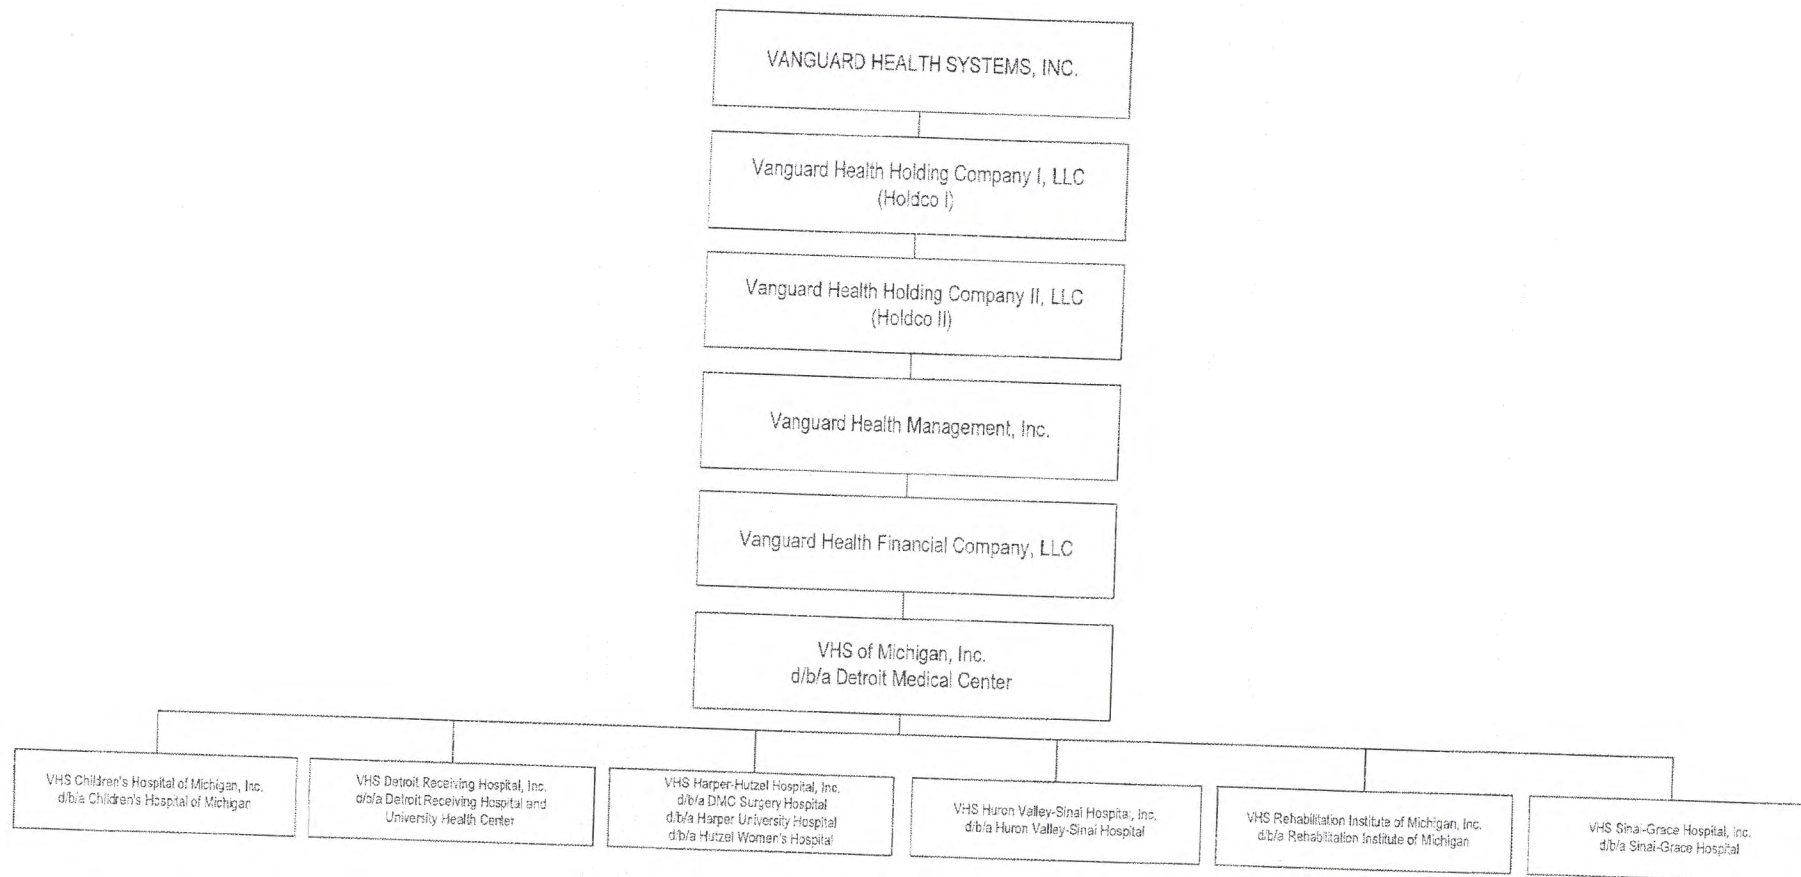 VANGUARD HEALTH SYSTEMS, INC.
Vanguard Health Holding Company I, LLC
(Holdco I)
Vanguard Health Holding Company II, LLC
(Holdco II)
Vanguard Health Management, Inc.
Vanguard Health Financial Company, LLC
VHS of Michigan, Inc.
d/b/a Detroit Medical Center
VHS Children's Hospital of Michigan, Inc.
d/b/a Children's Hospital of Michigan
VHS Detroit Receiving Hospital, Inc.
d/b/a Detroit Receiving Hospital and
University Health Center
VHS Harper-Hutzel Hospital, Inc.
d/b/a DMC Surgery Hospital
d/b/a Harper University Hospital
d/b/a Hutzel Women's Hospital
VHS Huron Valley-Sinai Hospital, Inc.
d/b/a Huron Valley-Sinai Hospital
VHS Rehabilitation Institute of Michigan, Inc.
d/b/a Rehabilitation Institute of Michigan
VHS Sinai-Grace Hospital, Inc.
d/b/a Sinai-Grace Hospital